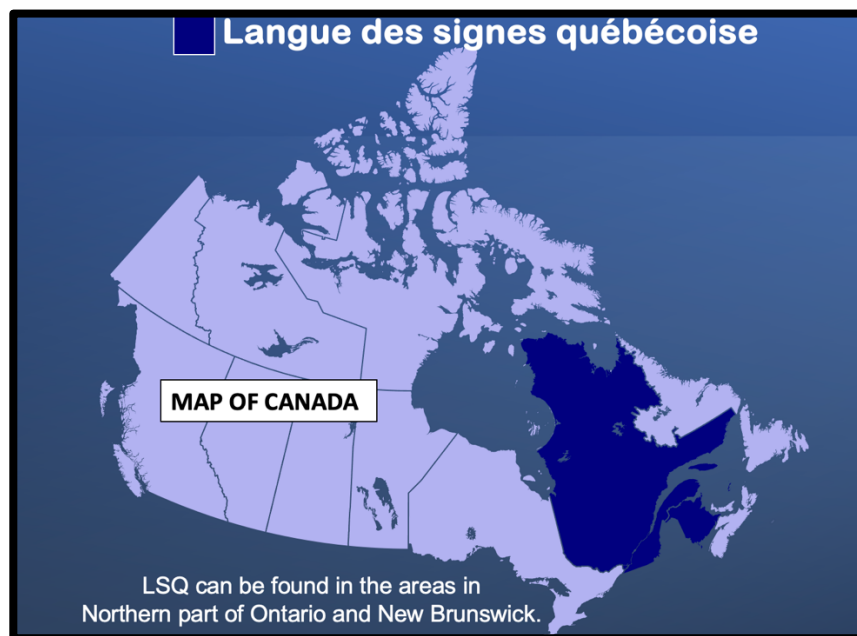 Langue des signes québécoise
MAP OF CANADA
LSQ can be found in the areas in
Northern part of Ontario and New Brunswick.